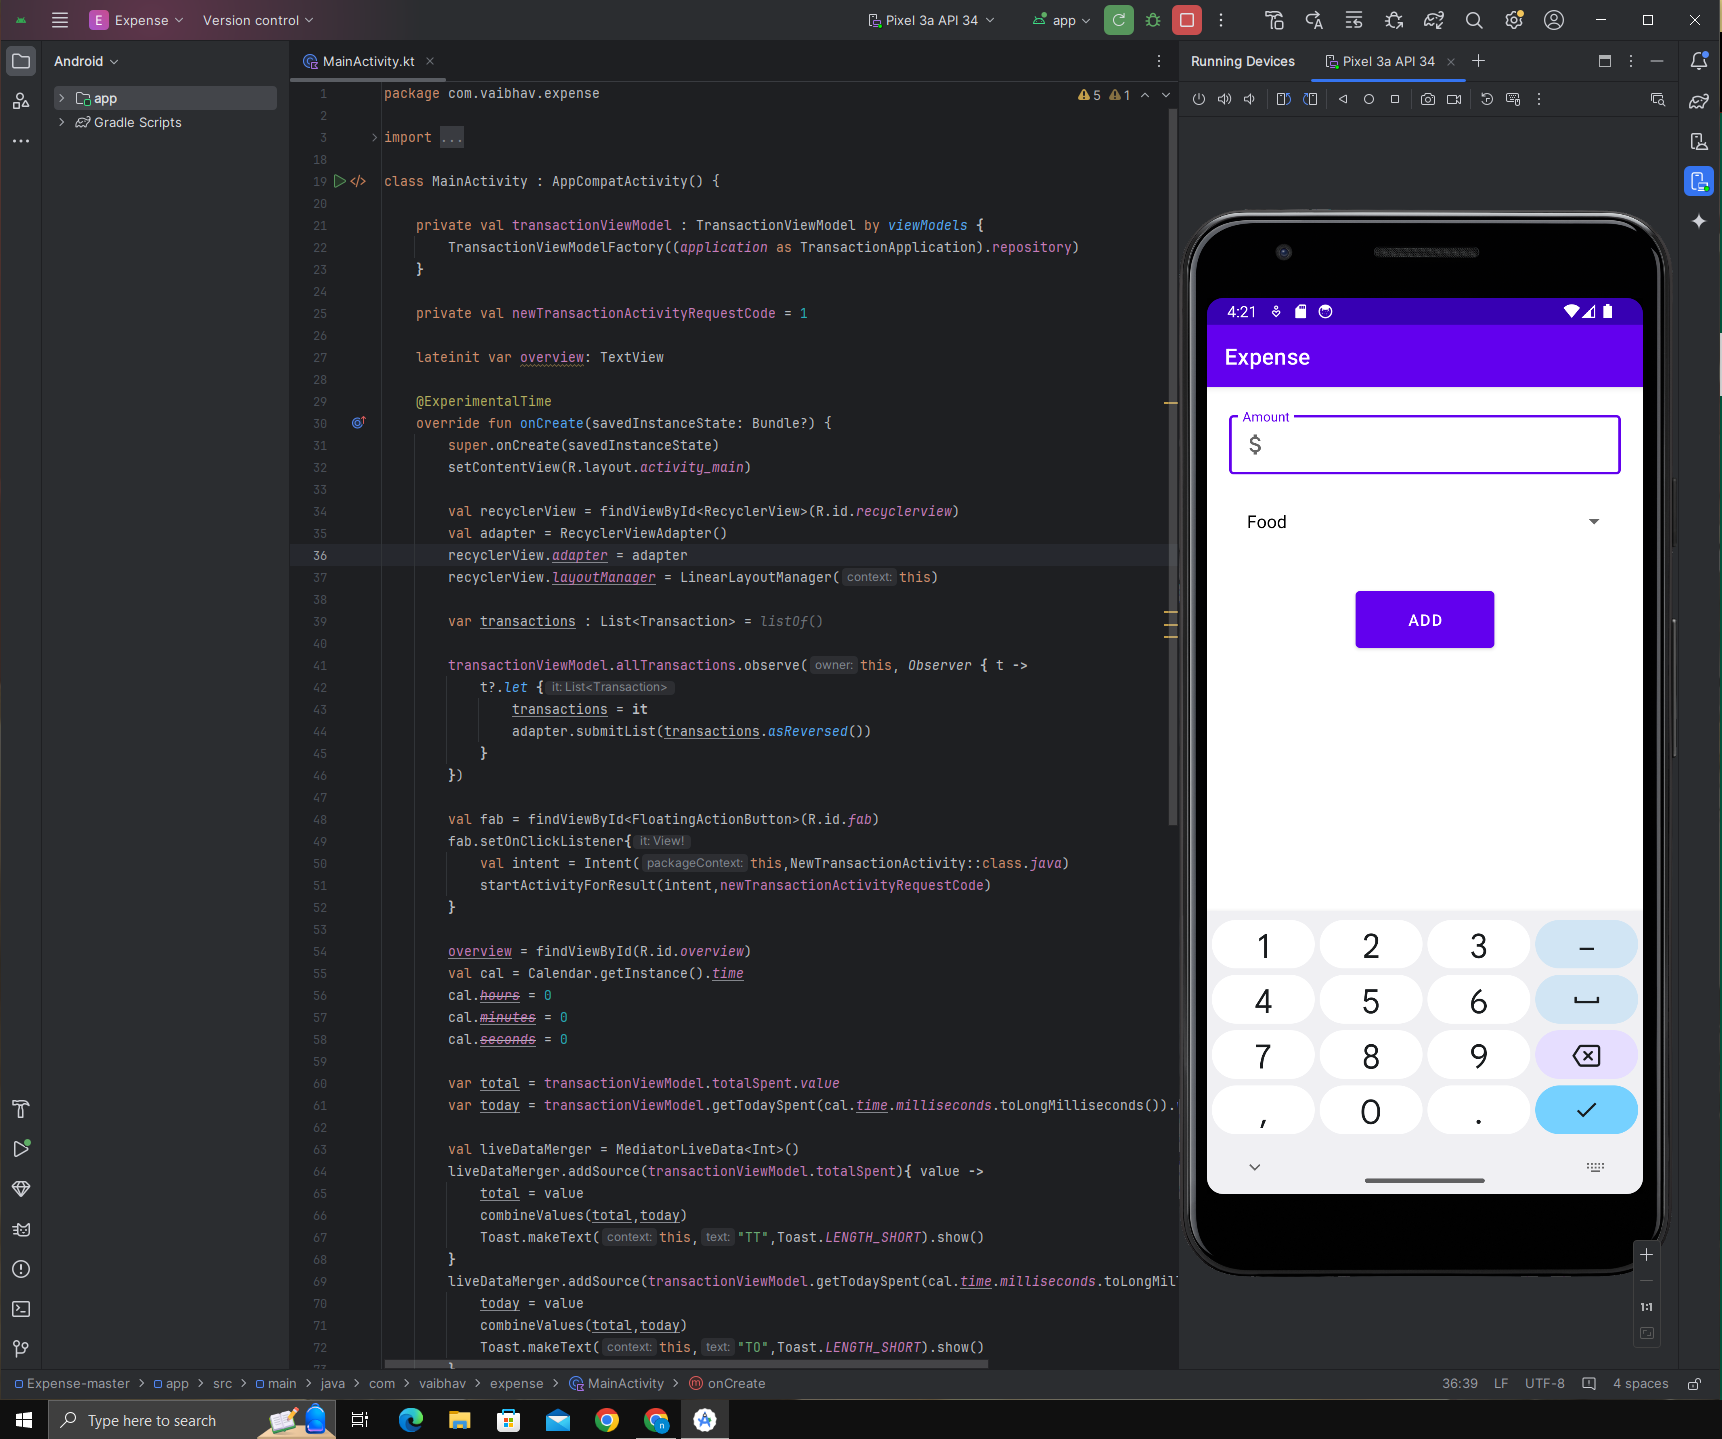 E Expense Version control Pixel 3a API 34 app
Android
app
Gradle Scripts
MainActivity.kt
5 1
1 package com.vaibhav.expense
2
3 import ...
18
19 class MainActivity : AppCompatActivity() {
20
21 private val transactionViewModel : TransactionViewModel by viewModels {
22 TransactionViewModelFactory((application as TransactionApplication).repository)
23 }
24
25 private val newTransactionActivityRequestCode = 1
26
27 lateinit var overview: TextView
28
29 @ExperimentalTime
30 override fun onCreate(savedInstanceState: Bundle?) {
31 super.onCreate(savedInstanceState)
32 setContentView(R.layout.activity_main)
33
34 val recyclerView = findViewById<RecyclerView>(R.id.recyclerview)
35 val adapter = RecyclerViewAdapter()
36 recyclerView.adapter = adapter
37 recyclerView.layoutManager = LinearLayoutManager( context: this)
38
39 var transactions : List<Transaction> = listOf()
40
41 transactionViewModel.allTransactions.observe( owner: this, Observer { t ->
42 t?.let { it: List<Transaction>
43 transactions = it
44 adapter.submitList(transactions.asReversed())
45 }
46 })
47
48 val fab = findViewById<FloatingActionButton>(R.id.fab)
49 fab.setOnClickListener{ it: View!
50 val intent = Intent( packageContext: this,NewTransactionActivity::class.java)
51 startActivityForResult(intent,newTransactionActivityRequestCode)
52 }
53
54 overview = findViewById(R.id.overview)
55 val cal = Calendar.getInstance().time
56 cal.hours = 0
57 cal.minutes = 0
58 cal.seconds = 0
59
60 var total = transactionViewModel.totalSpent.value
61 var today = transactionViewModel.getTodaySpent(cal.time.milliseconds.toLongMilliseconds()).
62
63 val liveDataMerger = MediatorLiveData<Int>()
64 liveDataMerger.addSource(transactionViewModel.totalSpent){ value ->
65 total = value
66 combineValues(total,today)
67 Toast.makeText( context: this, text: "TT",Toast.LENGTH_SHORT).show()
68 }
69 liveDataMerger.addSource(transactionViewModel.getTodaySpent(cal.time.milliseconds.toLongMil
70 today = value
71 combineValues(total,today)
72 Toast.makeText( context: this, text: "TO",Toast.LENGTH_SHORT).show()
Running Devices Pixel 3a API 34
4:21
Expense
Amount
$
Food
ADD
1 2 3 –
4 5 6
7 8 9
, 0 .
1:1
Expense-master > app > src > main > java > com > vaibhav > expense > MainActivity > onCreate
36:39 LF UTF-8 4 spaces
Type here to search